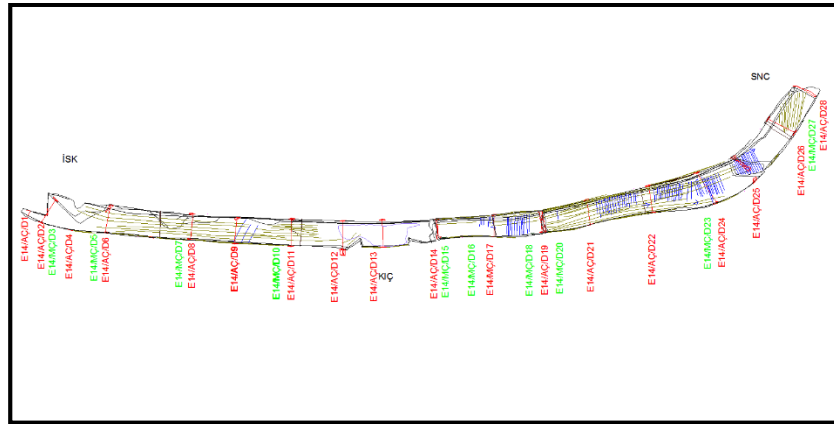 SNC
İSK
KIÇ
E14/AÇ/D1
E14/AÇ/D2
E14/MÇ/D3
E14/AÇ/D4
E14/MÇ/D5
E14/AÇ/D6
E14/MÇ/D7
E14/AÇ/D8
E14/AÇ/D9
E14/MÇ/D10
E14/AÇ/D11
E14/AÇ/D12
E14/AÇ/D13
E14/AÇ/D14
E14/MÇ/D15
E14/MÇ/D16
E14/MÇ/D17
E14/MÇ/D18
E14/AÇ/D19
E14/MÇ/D20
E14/AÇ/D21
E14/AÇ/D22
E14/MÇ/D23
E14/AÇ/D24
E14/AÇ/D25
E14/AÇ/D26
E14/MÇ/D27
E14/AÇ/D28